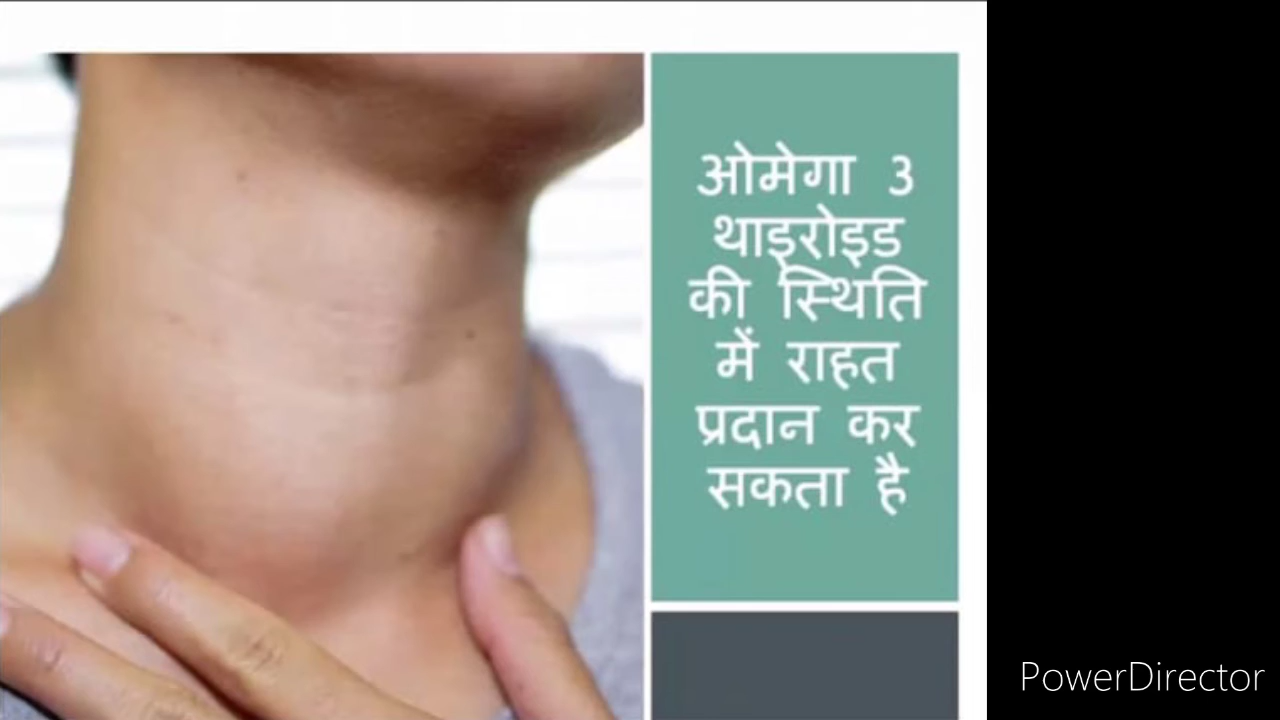 ओमेगा 3
थाइरोइड
की स्थिति
में राहत
प्रदान कर
सकता है
PowerDirector